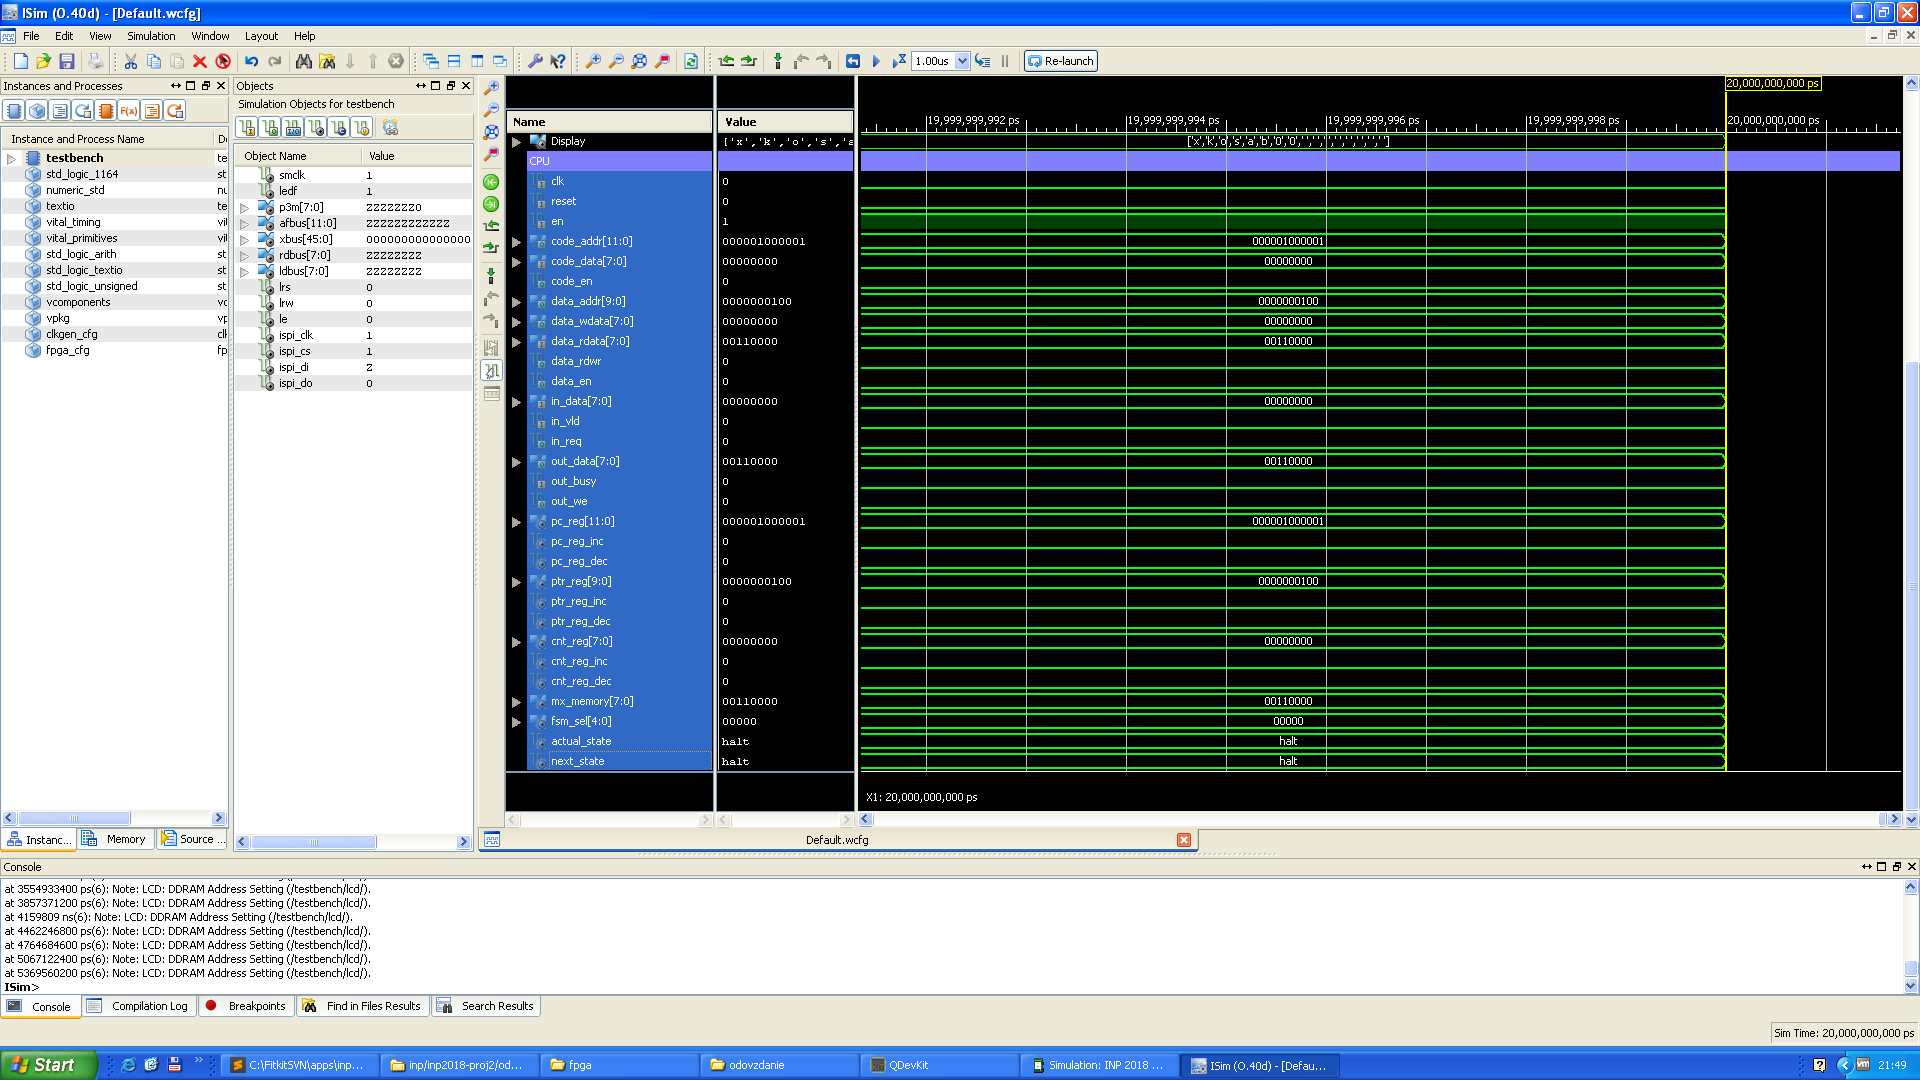 ISim (O.40d) - [Default.wcfg]
File Edit View Simulation Window Layout Help
1.00us Re-launch
Instances and Processes
Instance and Process Name
testbench
std_logic_1164
numeric_std
textio
vital_timing
vital_primitives
std_logic_arith
std_logic_textio
std_logic_unsigned
vcomponents
vpkg
clkgen_cfg
fpga_cfg
Instanc... Memory Source ...
Objects
Simulation Objects for testbench
Object Name Value
smclk 1
ledf 1
p3m[7:0] ZZZZZZZ0
afbus[11:0] ZZZZZZZZZZZZ
xbus[45:0] 0000000000000000
rdbus[7:0] ZZZZZZZZ
ldbus[7:0] ZZZZZZZZ
lrs 0
lrw 0
le 0
ispi_clk 1
ispi_cs 1
ispi_di Z
ispi_do 0
20,000,000,000 ps
Name Value 19,999,999,992 ps 19,999,999,994 ps 19,999,999,996 ps 19,999,999,998 ps 20,000,000,000 ps
Display ['x','k','o','s','a [x,k,o,s,a,b,0,0,' ',' ',' ',' ',' ',' ',' ',' ']
CPU
clk 0
reset 0
en 1
code_addr[11:0] 000001000001 000001000001
code_data[7:0] 00000000 00000000
code_en 0
data_addr[9:0] 0000000100 0000000100
data_wdata[7:0] 00000000 00000000
data_rdata[7:0] 00110000 00110000
data_rdwr 0
data_en 0
in_data[7:0] 00000000 00000000
in_vld 0
in_req 0
out_data[7:0] 00110000 00110000
out_busy 0
out_we 0
pc_reg[11:0] 000001000001 000001000001
pc_reg_inc 0
pc_reg_dec 0
ptr_reg[9:0] 0000000100 0000000100
ptr_reg_inc 0
ptr_reg_dec 0
cnt_reg[7:0] 00000000 00000000
cnt_reg_inc 0
cnt_reg_dec 0
mx_memory[7:0] 00110000 00110000
fsm_sel[4:0] 00000 00000
actual_state halt halt
next_state halt halt
X1: 20,000,000,000 ps
Default.wcfg
Console
at 3554933400 ps(6): Note: LCD: DDRAM Address Setting (/testbench/lcd/).
at 3857371200 ps(6): Note: LCD: DDRAM Address Setting (/testbench/lcd/).
at 4159809 ns(6): Note: LCD: DDRAM Address Setting (/testbench/lcd/).
at 4462246800 ps(6): Note: LCD: DDRAM Address Setting (/testbench/lcd/).
at 4764684600 ps(6): Note: LCD: DDRAM Address Setting (/testbench/lcd/).
at 5067122400 ps(6): Note: LCD: DDRAM Address Setting (/testbench/lcd/).
at 5369560200 ps(6): Note: LCD: DDRAM Address Setting (/testbench/lcd/).
ISim>
Console Compilation Log Breakpoints Find in Files Results Search Results
Sim Time: 20,000,000,000 ps
Start C:\FitkitSVN\apps\inp... inp/inp2018-proj2/od... fpga odovzdanie QDevKit Simulation: INP 2018 ... ISim (O.40d) - [Defau... 21:49